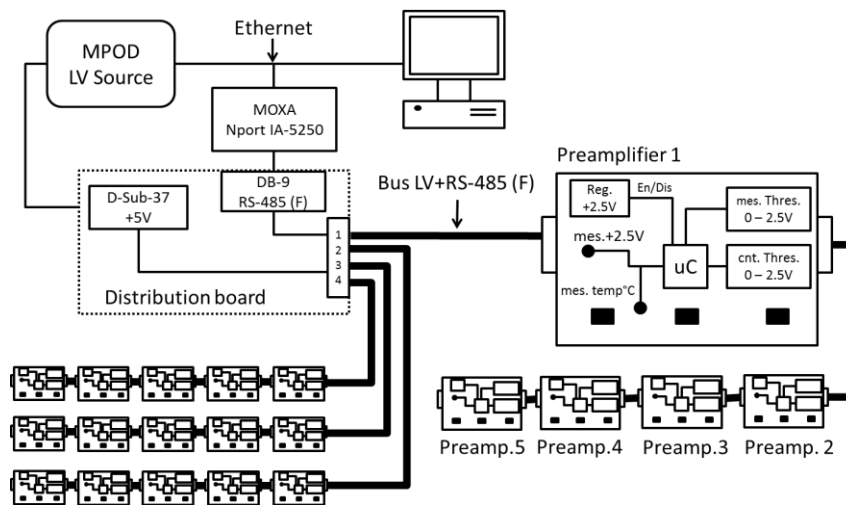 Ethernet
MPOD
LV Source
MOXA
Nport IA-5250
DB-9
RS-485 (F)
D-Sub-37
+5V
1
2
3
4
Distribution board
Bus LV+RS-485 (F)
Preamplifier 1
Reg.
+2.5V
En/Dis
mes. Thres.
0 – 2.5V
mes.+2.5V
uC
cnt. Thres.
0 – 2.5V
mes. temp°C
Preamp.5
Preamp.4
Preamp.3
Preamp. 2